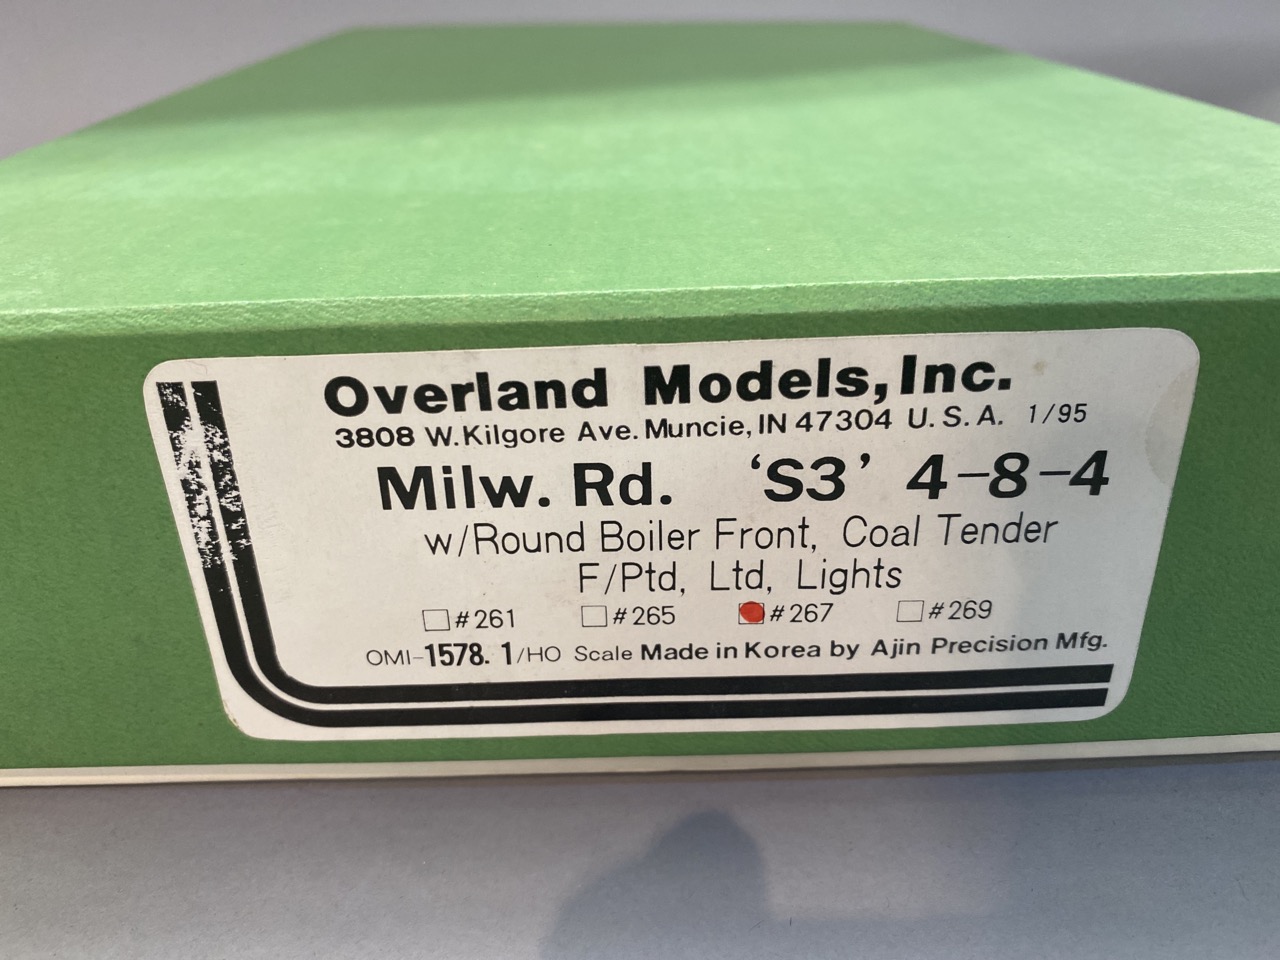 Overland Models, Inc.
3808 W. Kilgore Ave. Muncie, IN 47304 U. S. A. 1/95
Milw. Rd. ‘S3’ 4-8-4
w/Round Boiler Front, Coal Tender
F/Ptd, Ltd, Lights
#261 #265 #267 #269
OMI-1578. 1/HO Scale Made in Korea by Ajin Precision Mfg.